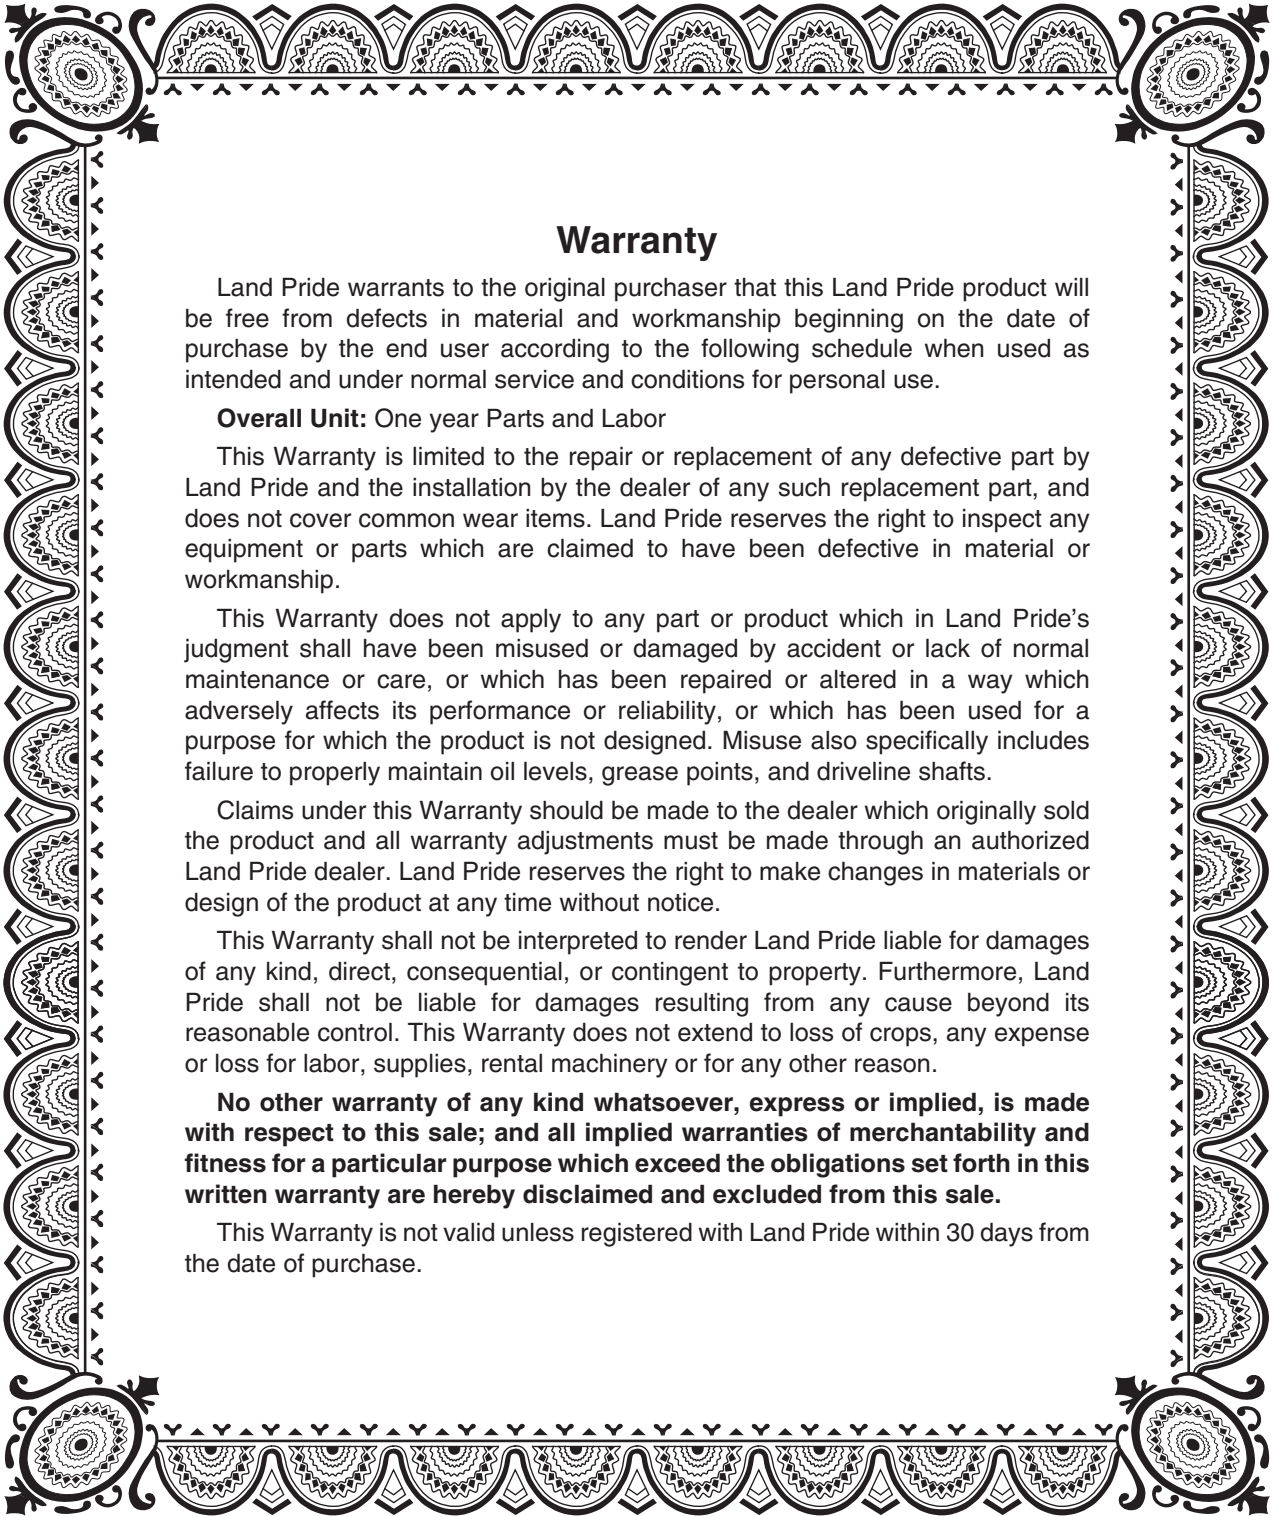 Warranty
Land Pride warrants to the original purchaser that this Land Pride product will
be free from defects in material and workmanship beginning on the date of
purchase by the end user according to the following schedule when used as
intended and under normal service and conditions for personal use.
Overall Unit: One year Parts and Labor
This Warranty is limited to the repair or replacement of any defective part by
Land Pride and the installation by the dealer of any such replacement part, and
does not cover common wear items. Land Pride reserves the right to inspect any
equipment or parts which are claimed to have been defective in material or
workmanship.
This Warranty does not apply to any part or product which in Land Pride’s
judgment shall have been misused or damaged by accident or lack of normal
maintenance or care, or which has been repaired or altered in a way which
adversely affects its performance or reliability, or which has been used for a
purpose for which the product is not designed. Misuse also specifically includes
failure to properly maintain oil levels, grease points, and driveline shafts.
Claims under this Warranty should be made to the dealer which originally sold
the product and all warranty adjustments must be made through an authorized
Land Pride dealer. Land Pride reserves the right to make changes in materials or
design of the product at any time without notice.
This Warranty shall not be interpreted to render Land Pride liable for damages
of any kind, direct, consequential, or contingent to property. Furthermore, Land
Pride shall not be liable for damages resulting from any cause beyond its
reasonable control. This Warranty does not extend to loss of crops, any expense
or loss for labor, supplies, rental machinery or for any other reason.
No other warranty of any kind whatsoever, express or implied, is made
with respect to this sale; and all implied warranties of merchantability and
fitness for a particular purpose which exceed the obligations set forth in this
written warranty are hereby disclaimed and excluded from this sale.
This Warranty is not valid unless registered with Land Pride within 30 days from
the date of purchase.